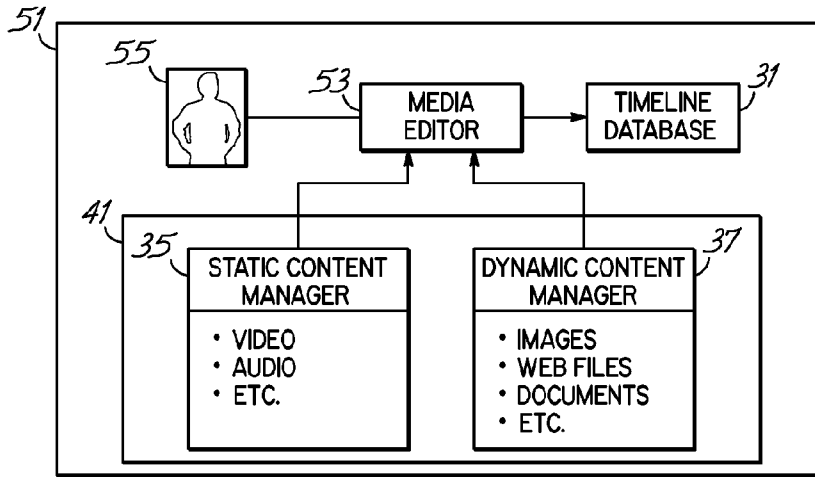 51
55
53
MEDIA
EDITOR
31
TIMELINE
DATABASE
41
35
STATIC CONTENT
MANAGER
• VIDEO
• AUDIO
• ETC.
37
DYNAMIC CONTENT
MANAGER
• IMAGES
• WEB FILES
• DOCUMENTS
• ETC.